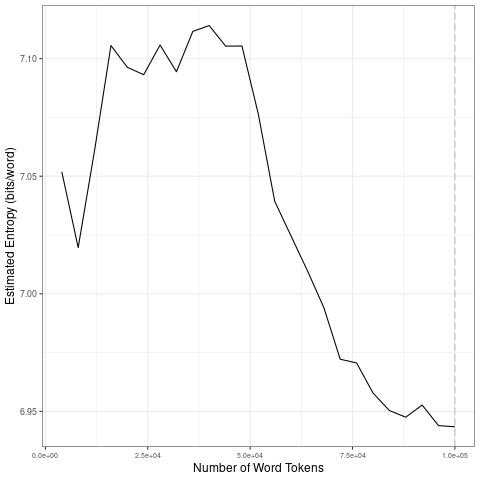 Estimated Entropy (bits/word)
7.10
7.05
7.00
6.95
0.0e+00 2.5e+04 5.0e+04 7.5e+04 1.0e+05
Number of Word Tokens